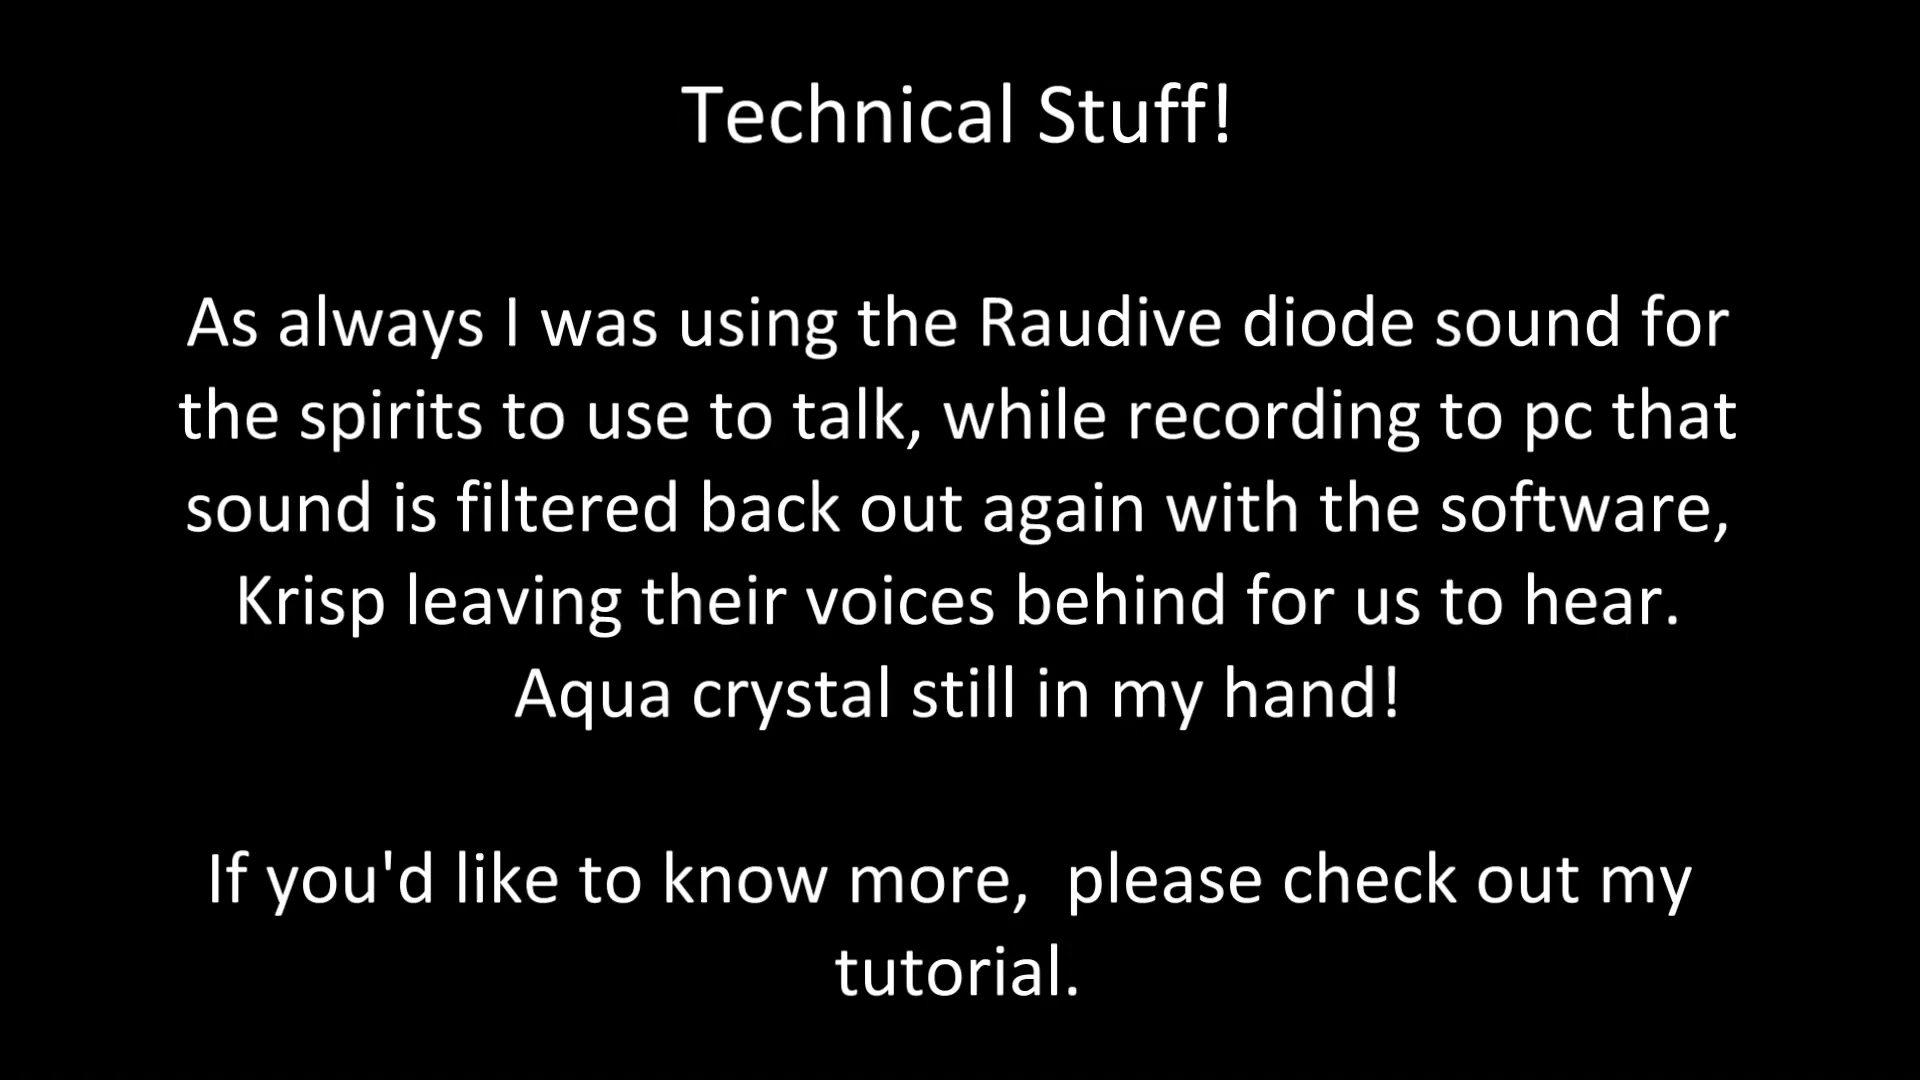 Technical Stuff!
As always I was using the Raudive diode sound for
the spirits to use to talk, while recording to pc that
sound is filtered back out again with the software,
Krisp leaving their voices behind for us to hear.
Aqua crystal still in my hand!
If you'd like to know more,  please check out my
tutorial.